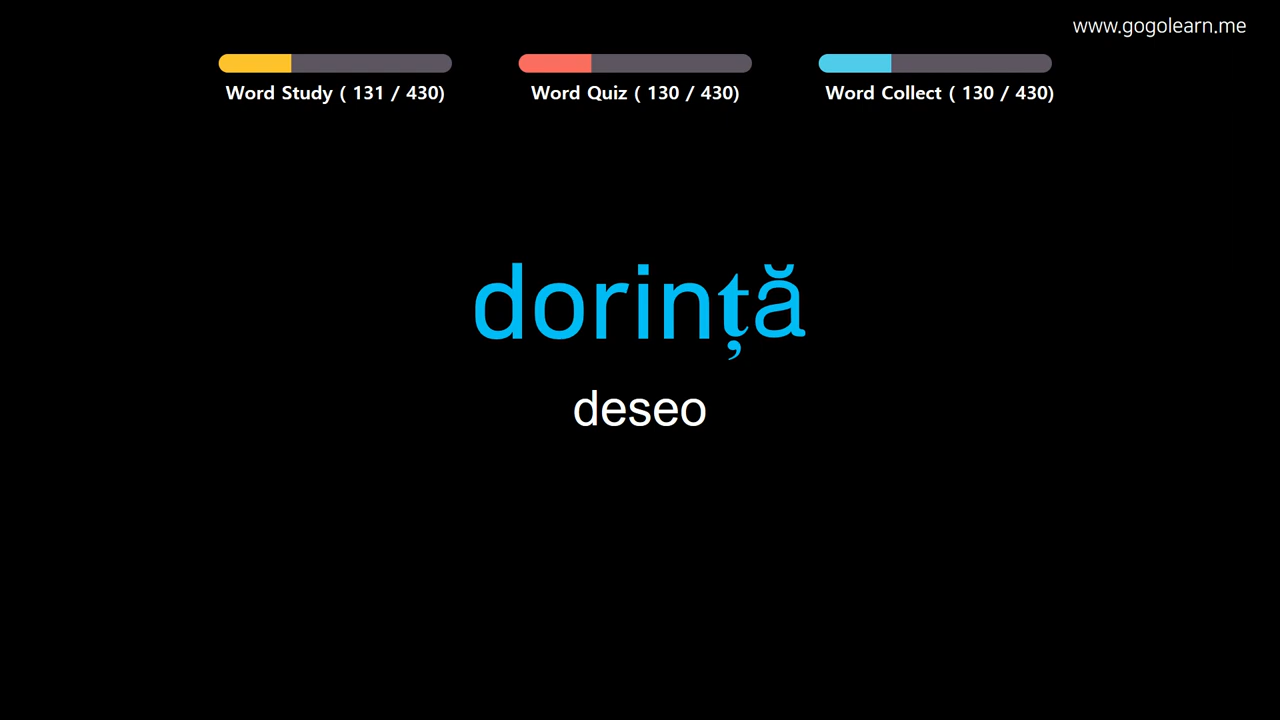 www.gogolearn.me
Word Study ( 131 / 430)
Word Quiz ( 130 / 430)
Word Collect ( 130 / 430)
dorință
deseo